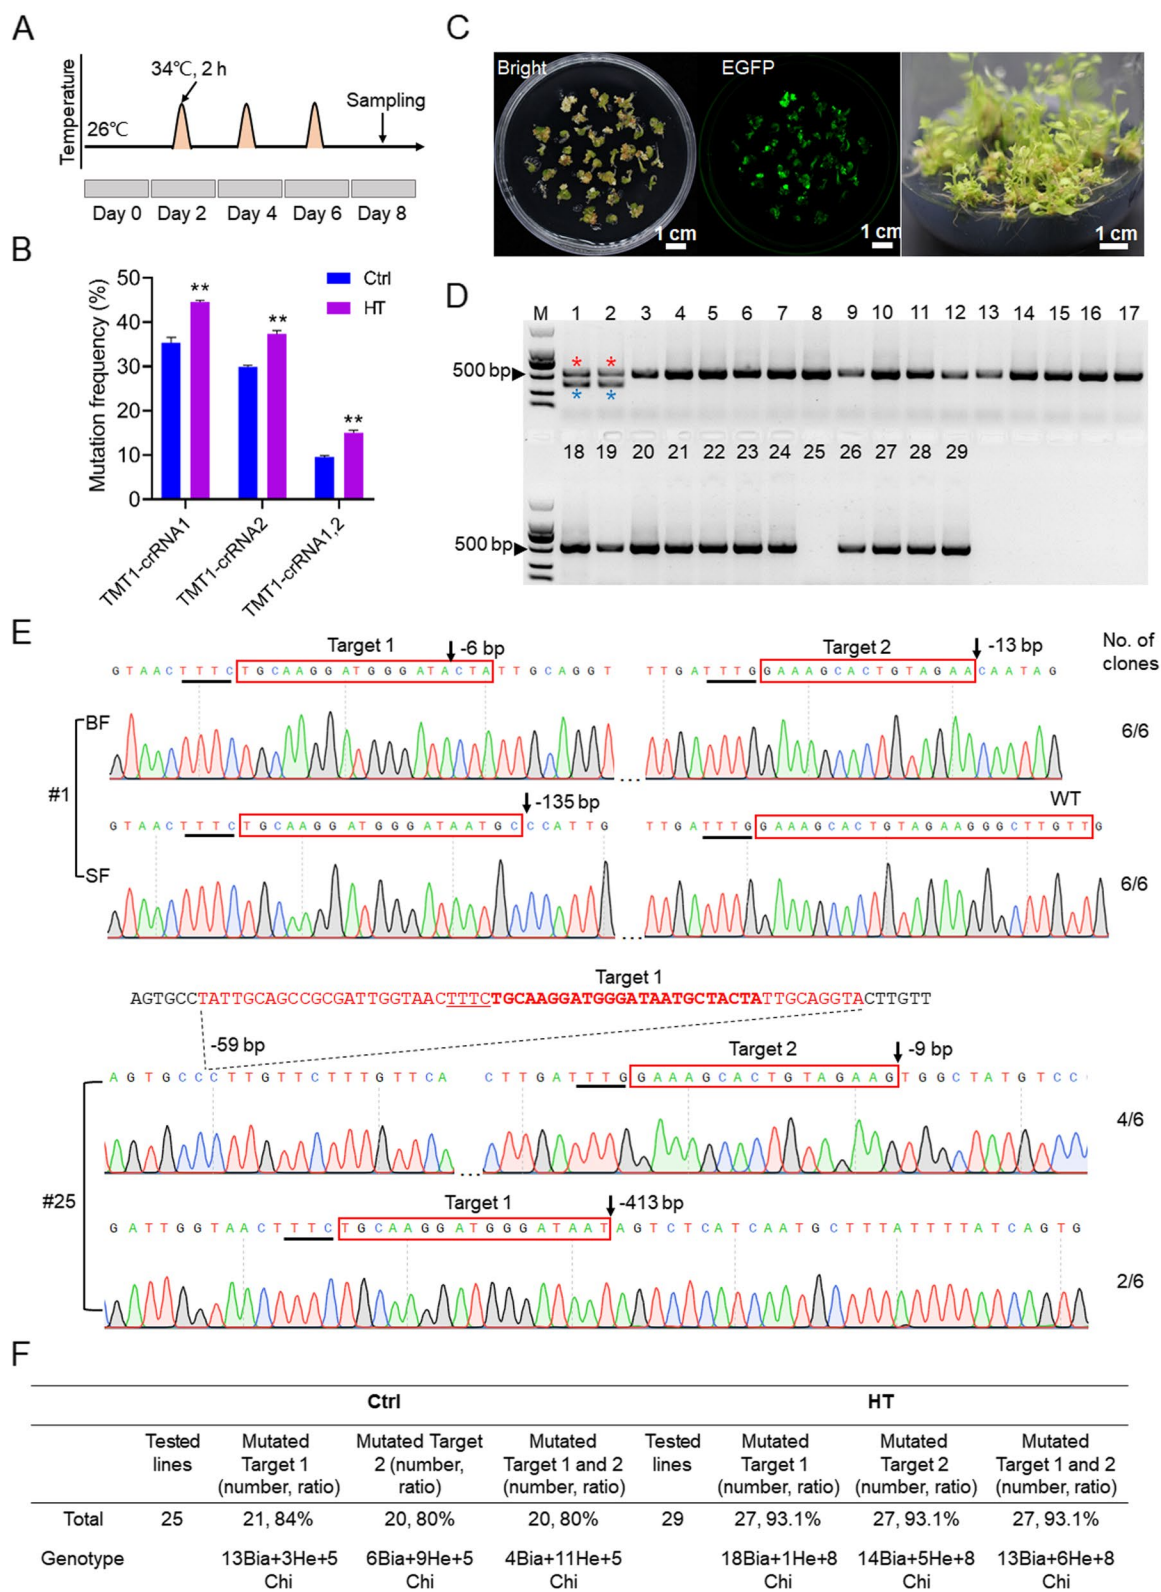 A
Temperature
34℃, 2 h
26℃
Sampling
Day 0 Day 2 Day 4 Day 6 Day 8
B
Mutation frequency (%)
50
40
30
20
10
0
Ctrl
HT
**
**
**
TMT1-crRNA1
TMT1-crRNA2
TMT1-crRNA1,2
C
Bright
EGFP
1 cm
1 cm
1 cm
D
M 1 2 3 4 5 6 7 8 9 10 11 12 13 14 15 16 17
* *
500 bp
* *
18 19 20 21 22 23 24 25 26 27 28 29
500 bp
E
Target 1
-6 bp
Target 2
-13 bp
No. of
clones
GTAACTTTCTGCAAGGATGGGATACTATTGCAGGT
TTGATTTGGAAAGCACTGTAGAACAATAG
BF
...
6/6
#1
-135 bp
WT
GTAACTTTCTGCAAGGATGGGATAATGCCCATTG
TTGATTTGGAAAGCACTGTAGAAGGGCTTGTTG
SF
...
6/6
Target 1
AGTGCCTATTGCAGCCGCGATTGGTAACTTTCTGCAAGGATGGGATAATGCTACTATTGCAGGTACTTGTT
-59 bp
Target 2
-9 bp
AGTGCCCTTGTTCTTTGTTCA
CTTGATTTGGAAAGCACTGTAGAAGTGGCTATGTCC
...
4/6
#25
Target 1
-413 bp
GATTGGTAACTTTCTGCAAGGATGGGATAATAGTCTCATCAATGCTTTATTTTATCAGTG
2/6
F
Ctrl HT
Tested lines Mutated Target 1 (number, ratio) Mutated Target 2 (number, ratio) Mutated Target 1 and 2 (number, ratio) Tested lines Mutated Target 1 (number, ratio) Mutated Target 2 (number, ratio) Mutated Target 1 and 2 (number, ratio)
Total 25 21, 84% 20, 80% 20, 80% 29 27, 93.1% 27, 93.1% 27, 93.1%
Genotype 13Bia+3He+5 Chi 6Bia+9He+5 Chi 4Bia+11He+5 Chi 18Bia+1He+8 Chi 14Bia+5He+8 Chi 13Bia+6He+8 Chi